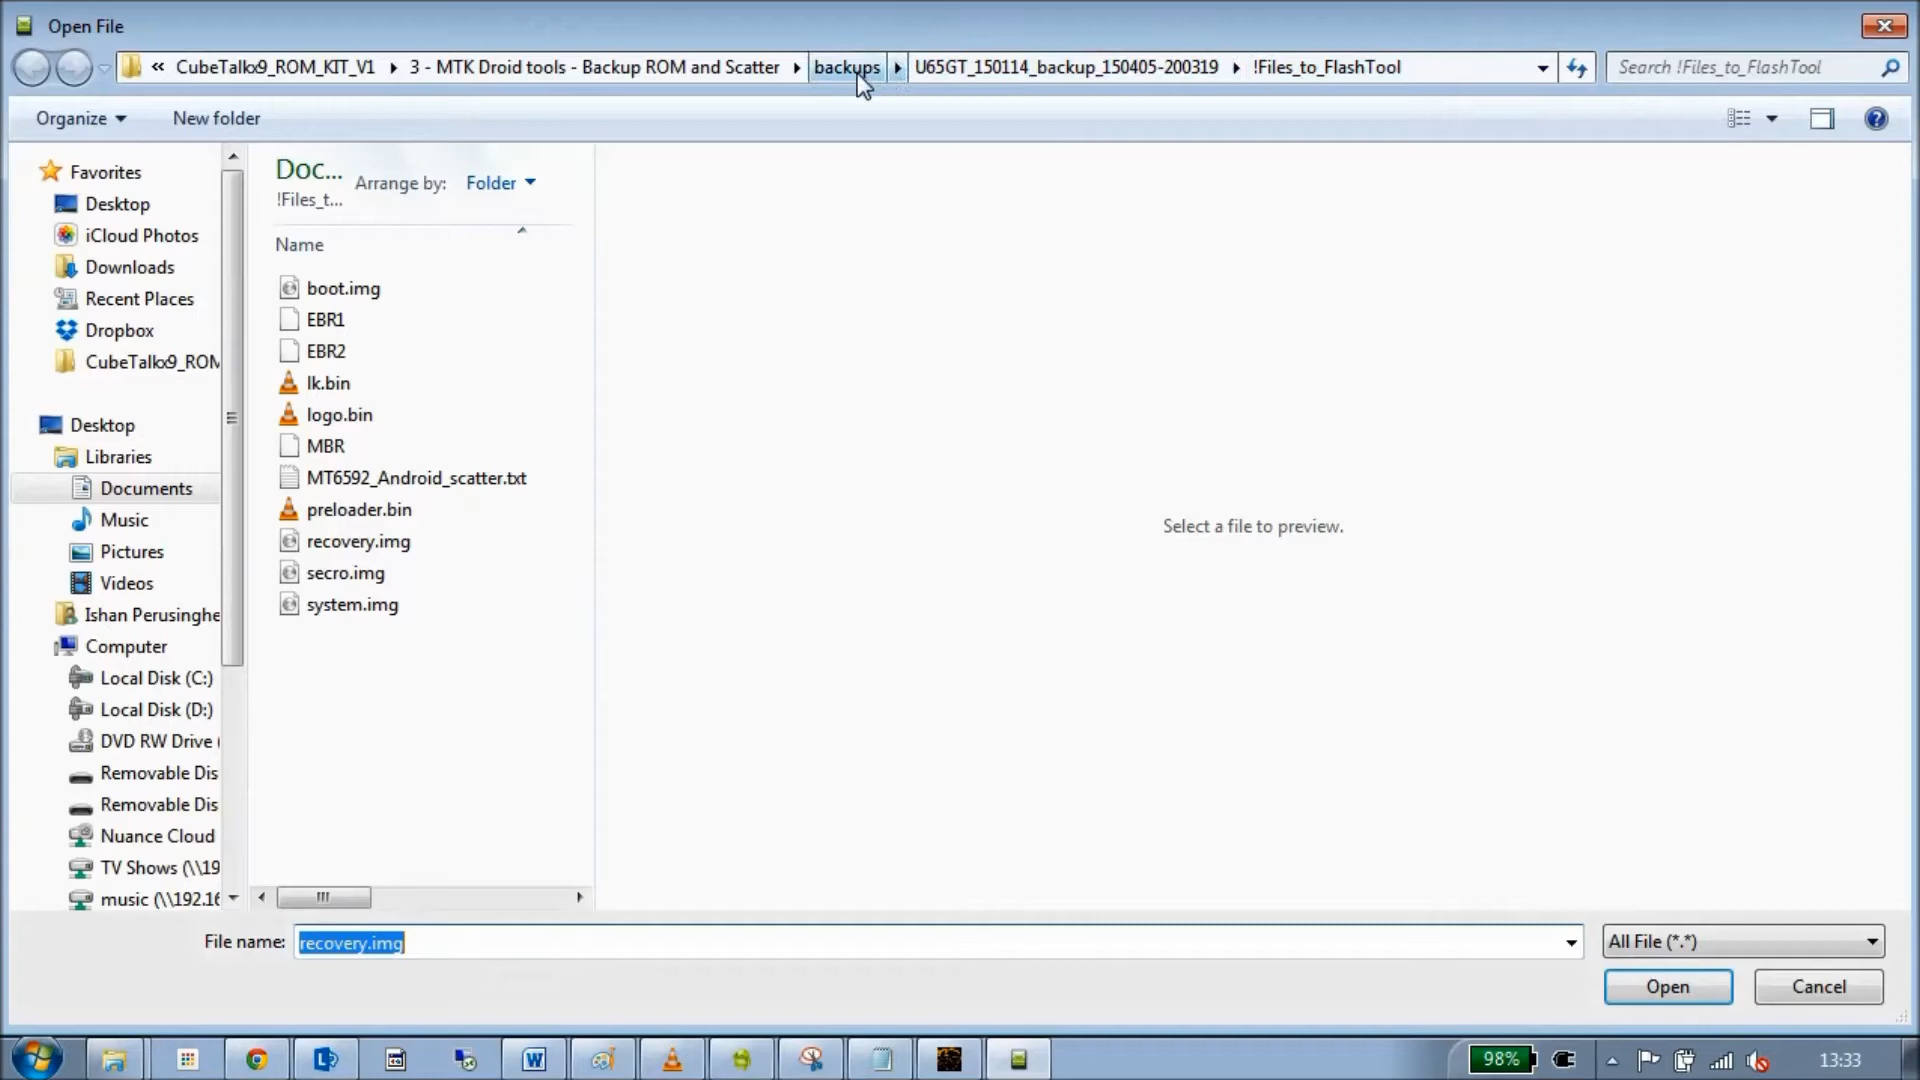 Open File
« CubeTalkx9_ROM_KIT_V1 3 - MTK Droid tools - Backup ROM and Scatter backups U65GT_150114_backup_150405-200319 !Files_to_FlashTool Search !Files_to_FlashTool
Organize New folder
Favorites
Desktop
iCloud Photos
Downloads
Recent Places
Dropbox
CubeTalkx9_ROM
Desktop
Libraries
Documents
Music
Pictures
Videos
Ishan Perusinghe
Computer
Local Disk (C:)
Local Disk (D:)
DVD RW Drive (
Removable Dis
Removable Dis
Nuance Cloud
TV Shows (\\19
music (\\192.16
Doc...
!Files_t...
Arrange by: Folder
Name
boot.img
EBR1
EBR2
lk.bin
logo.bin
MBR
MT6592_Android_scatter.txt
preloader.bin
recovery.img
secro.img
system.img
Select a file to preview.
File name: recovery.img All File (*.*)
Open Cancel
98% 13:33